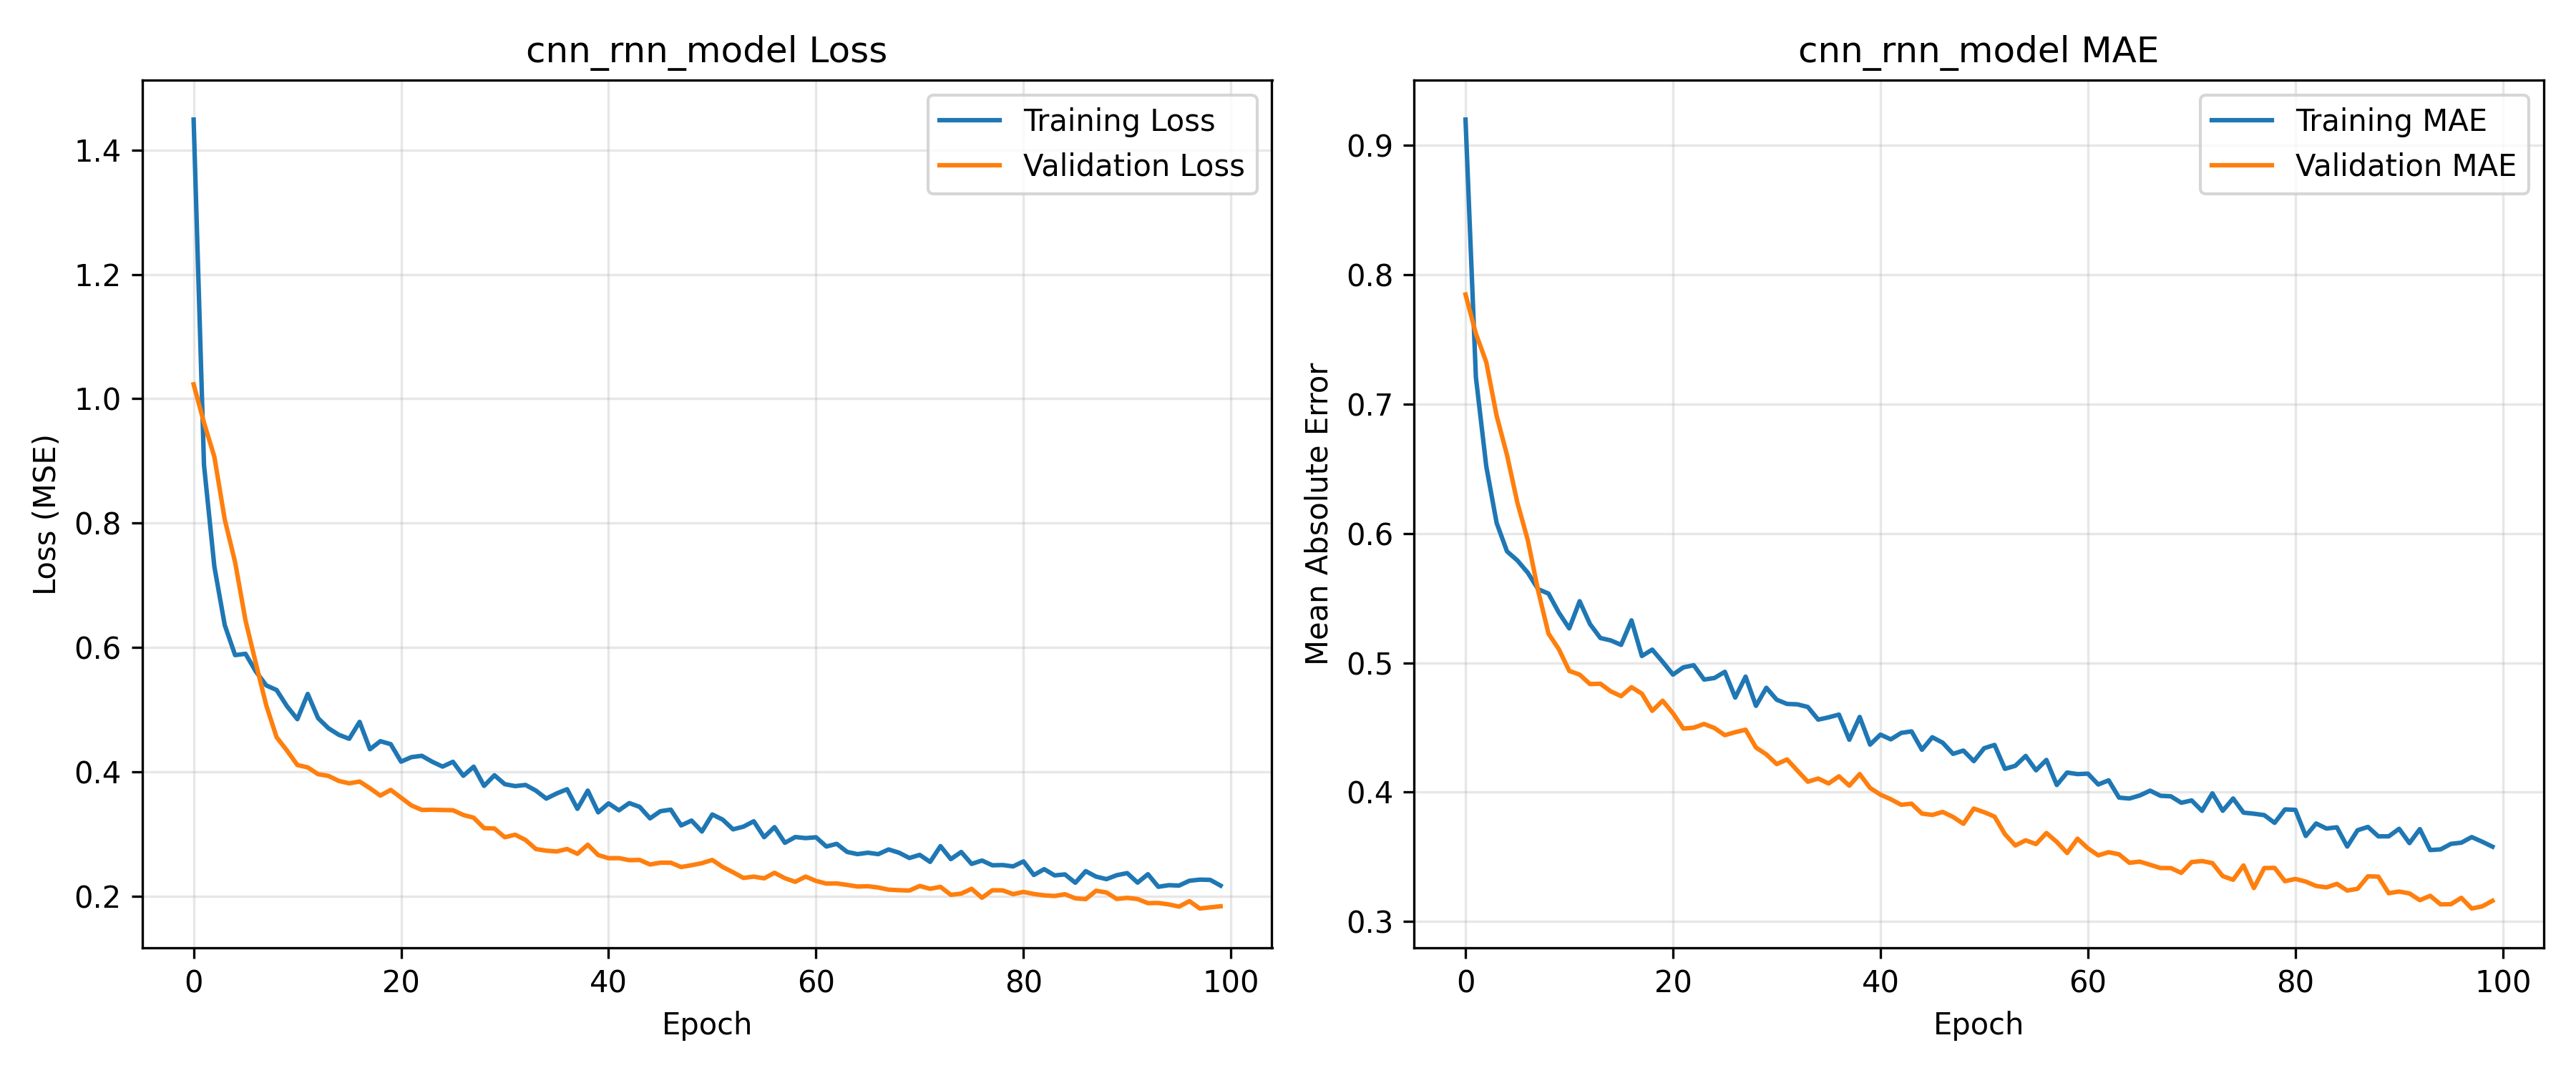 cnn_rnn_model Loss
Training Loss
Validation Loss
Loss (MSE)
1.4
1.2
1.0
0.8
0.6
0.4
0.2
0 20 40 60 80 100
Epoch
cnn_rnn_model MAE
Training MAE
Validation MAE
Mean Absolute Error
0.9
0.8
0.7
0.6
0.5
0.4
0.3
0 20 40 60 80 100
Epoch